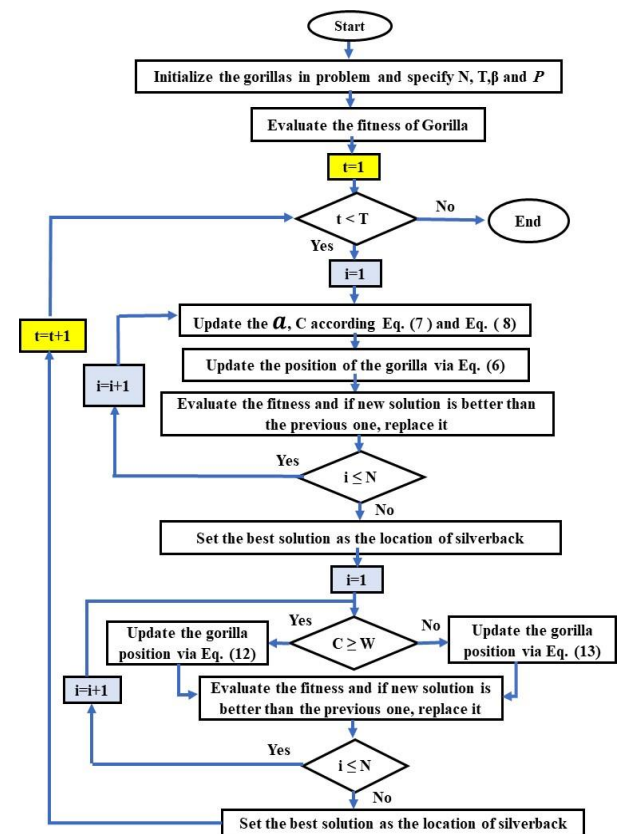 Start
Initialize the gorillas in problem and specify N, T,β and P
Evaluate the fitness of Gorilla
t=1
t < T
No
End
Yes
i=1
Update the a, C according Eq. (7 ) and Eq. ( 8)
t=t+1
Update the position of the gorilla via Eq. (6)
i=i+1
Evaluate the fitness and if new solution is better than
the previous one, replace it
Yes
i ≤ N
No
Set the best solution as the location of silverback
i=1
Yes
C ≥ W
No
Update the gorilla
position via Eq. (12)
Update the gorilla
position via Eq. (13)
i=i+1
Evaluate the fitness and if new solution is
better than the previous one, replace it
Yes
i ≤ N
No
Set the best solution as the location of silverback